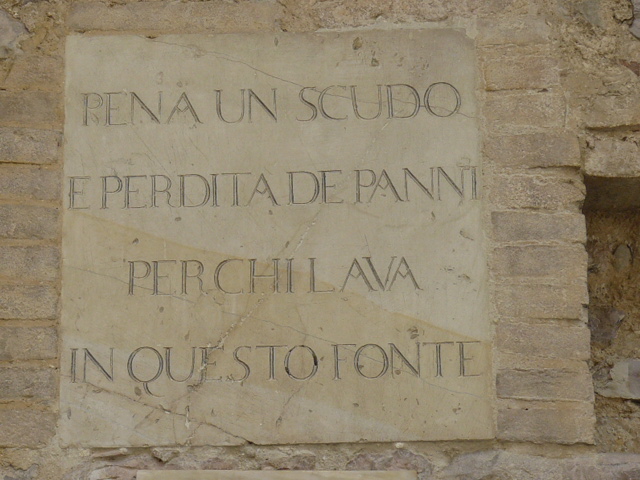 PENA UN SCUDO
E PERDITA DE PANNI
PER CHI LAVA
IN QUESTO FONTE